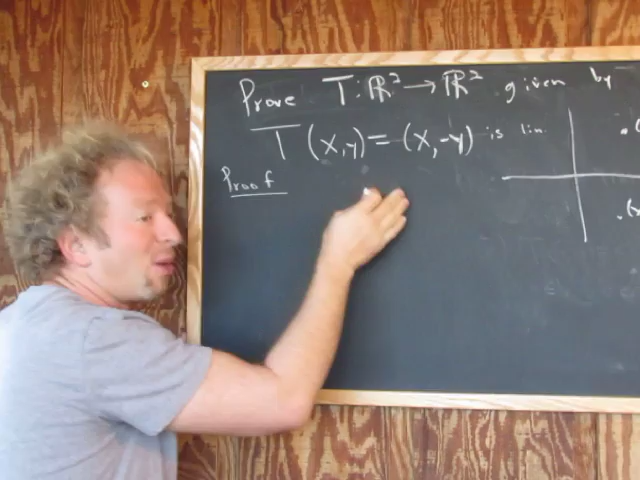 Prove T: ℝ² → ℝ² given by
T(x,y) = (x,-y) is lin.
Proof